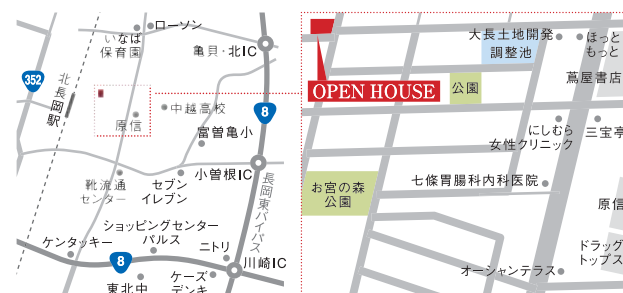 ローソン
いなば
保育園
亀貝・北IC
352
北長岡駅
8
中越高校
原信
富曽亀小
小曽根IC
靴流通
センター
セブン
イレブン
長岡東バイパス
ショッピングセンター
パルス
ケンタッキー
8
ニトリ
川崎IC
東北中
ケーズ
デンキ
大長土地開発
ほっと
もっと
調整池
蔦屋書店
OPEN HOUSE
公園
にしむら
女性クリニック
三宝亭
お宮の森
公園
七條胃腸科内科医院
原信
ドラッグ
トップス
オーシャンテラス